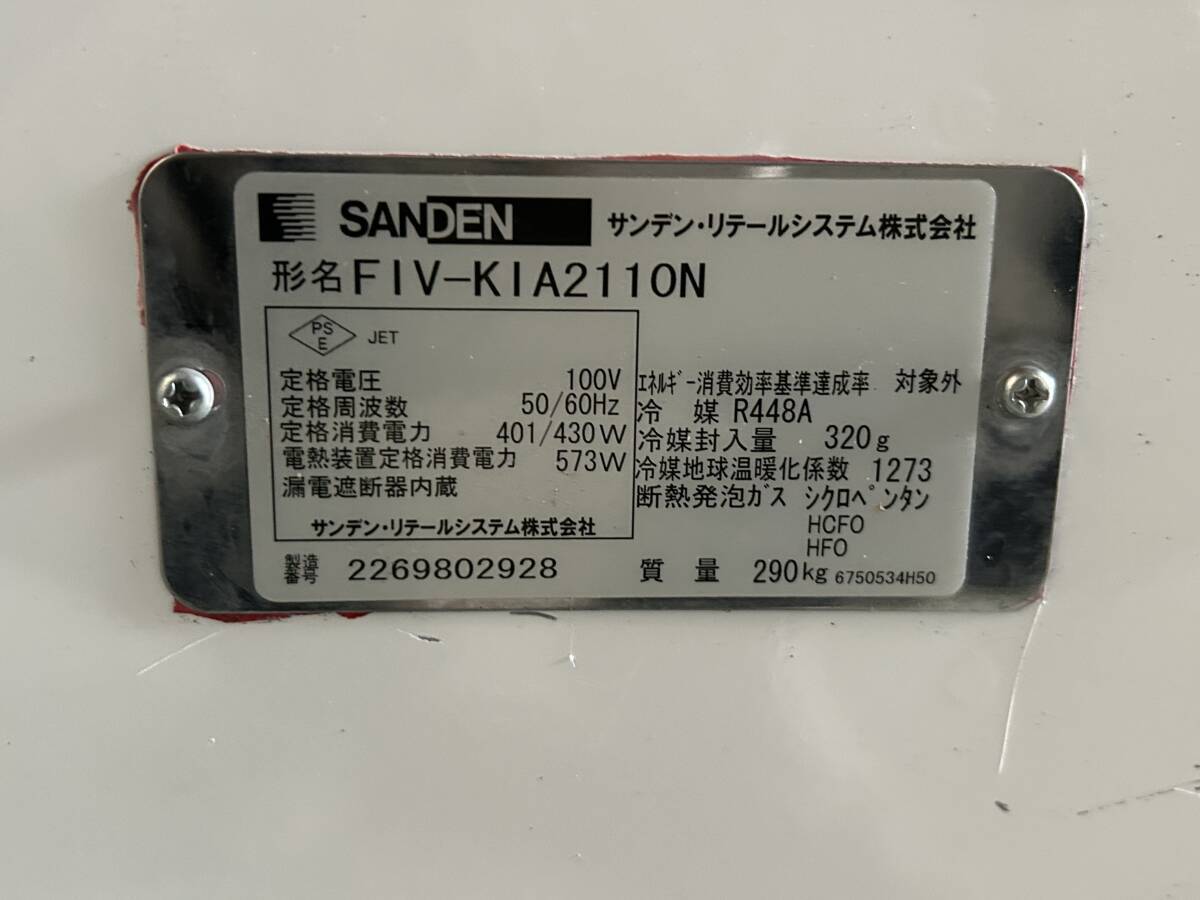 SANDEN サンデン・リテールシステム株式会社
形名 FIV-KIA2110N
PSE JET
定格電圧 100V
定格周波数 50/60Hz
定格消費電力 401/430W
電熱装置定格消費電力 573W
漏電遮断器内蔵
サンデン・リテールシステム株式会社
ｴﾈﾙｷﾞｰ消費効率基準達成率 対象外
冷媒 R448A
冷媒封入量 320g
冷媒地球温暖化係数 1273
断熱発泡ｶﾞｽ シクロペンタン
HCFO
HFO
製造番号 2269802928
質量 290kg 6750534H50